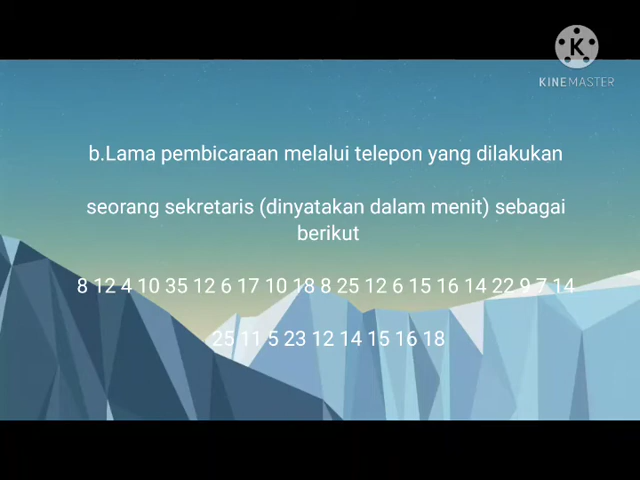 K
KINEMASTER
b.Lama pembicaraan melalui telepon yang dilakukan
seorang sekretaris (dinyatakan dalam menit) sebagai
berikut
8 12 4 10 35 12 6 17 10 18 8 25 12 6 15 16 14 22 9 7 14
25 11 5 23 12 14 15 16 18